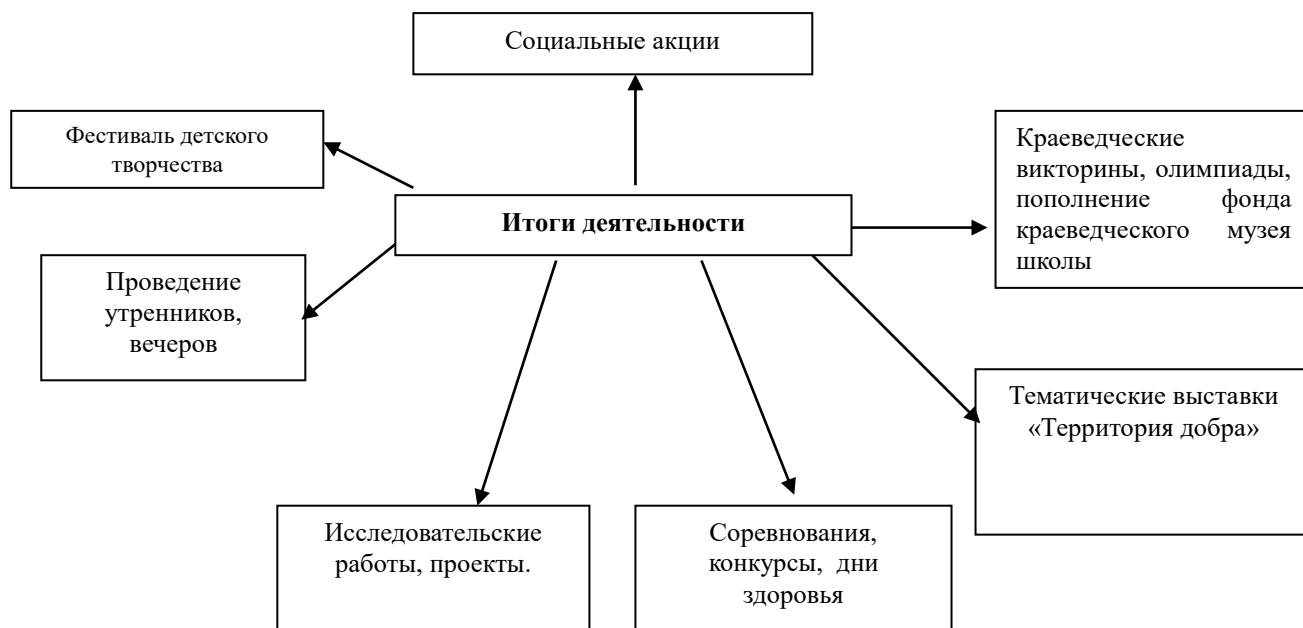 Социальные акции
Фестиваль детского
творчества
Краеведческие
викторины, олимпиады,
пополнение фонда
краеведческого музея
школы
Итоги деятельности
Проведение
утренников,
вечеров
Тематические выставки
«Территория добра»
Исследовательские
работы, проекты.
Соревнования,
конкурсы, дни
здоровья